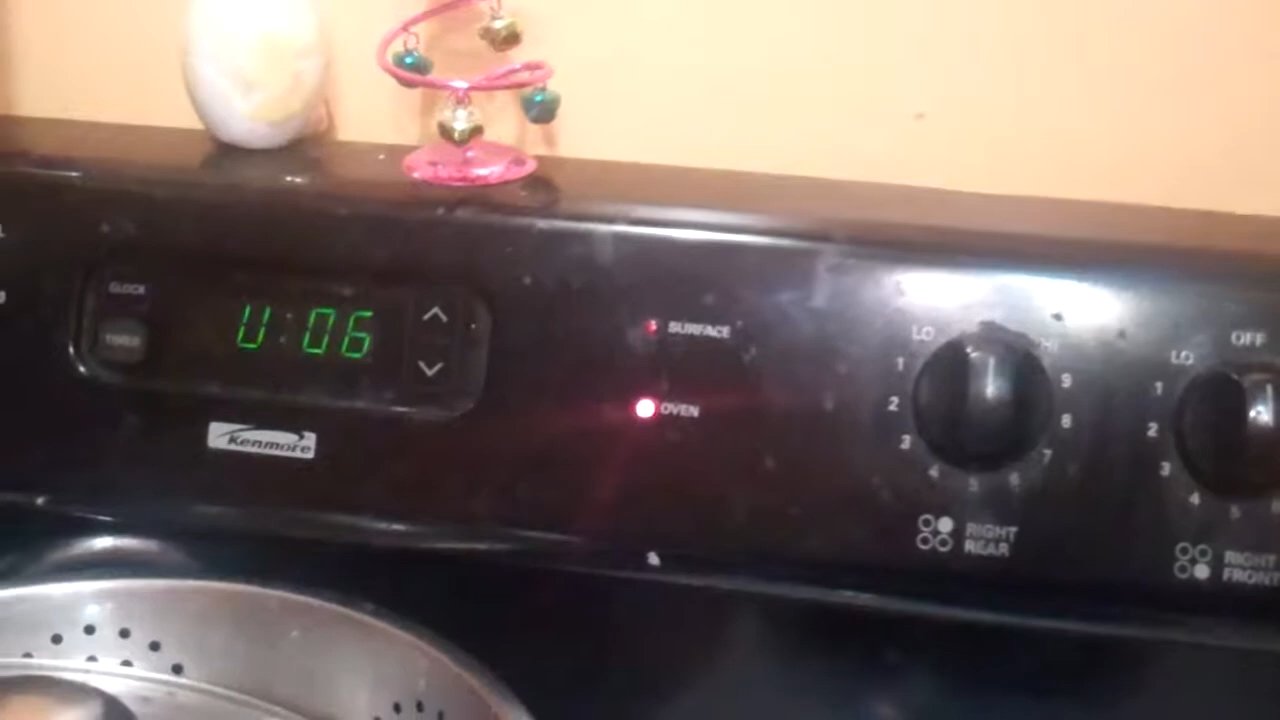 CLOCK
TIMER
U:06
Kenmore
SURFACE
OVEN
LO HI
1
2
3
4
5
6
7
8
9
RIGHT
REAR
OFF
LO
1
2
3
4
5
RIGHT
FRONT